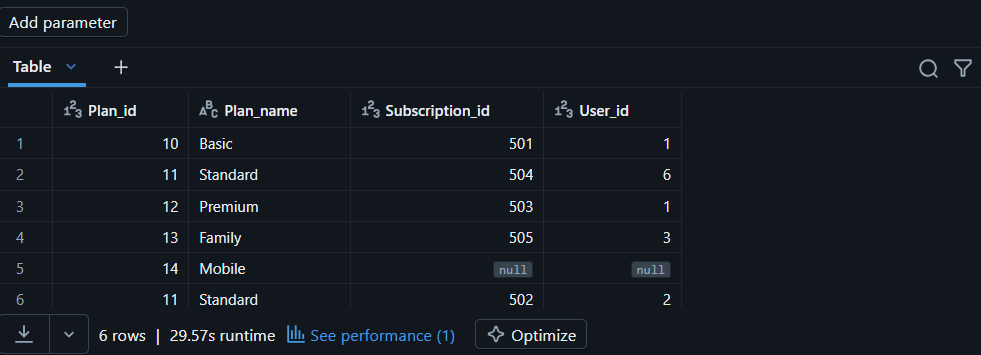 Add parameter
Table
Plan_id Plan_name Subscription_id User_id
1 10 Basic 501 1
2 11 Standard 504 6
3 12 Premium 503 1
4 13 Family 505 3
5 14 Mobile null null
6 11 Standard 502 2
6 rows | 29.57s runtime See performance (1) Optimize